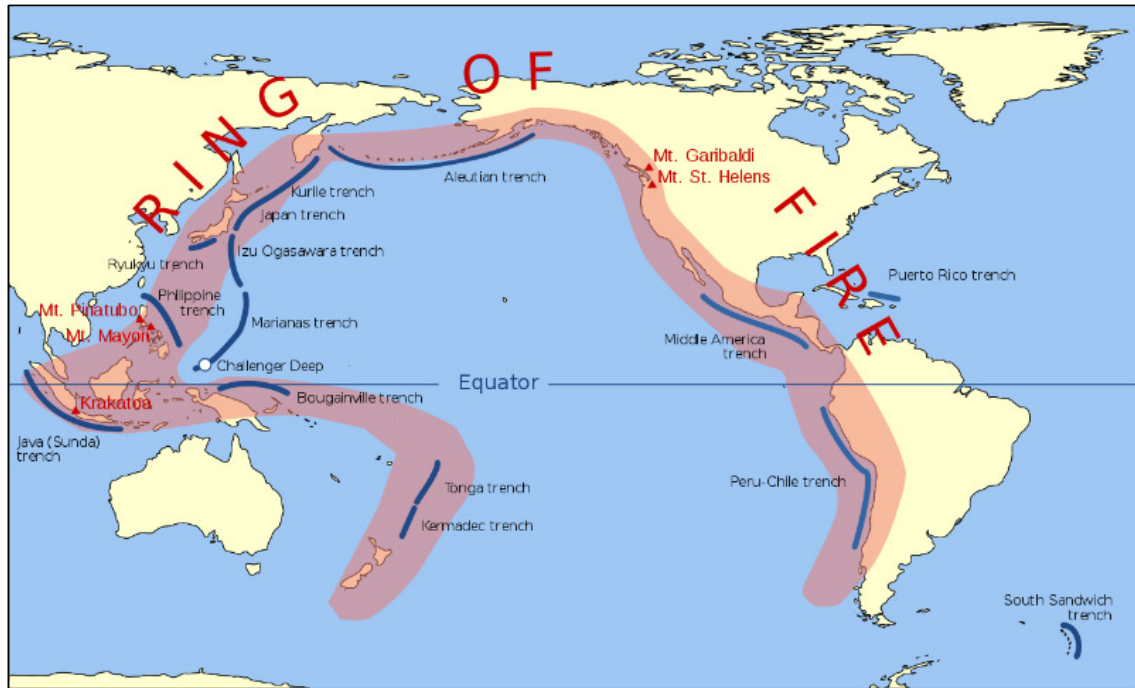 RING OF FIRE
Mt. Garibaldi
Mt. St. Helens
Aleutian trench
Kurile trench
Japan trench
Izu Ogasawara trench
Ryukyu trench
Puerto Rico trench
Philippine
trench
Mt. Pinatubo
Mt. Mayon
Marianas trench
Middle America
trench
Challenger Deep
Equator
Bougainville trench
Krakatoa
Java (Sunda)
trench
Peru-Chile trench
Tonga trench
Kermadec trench
South Sandwich
trench